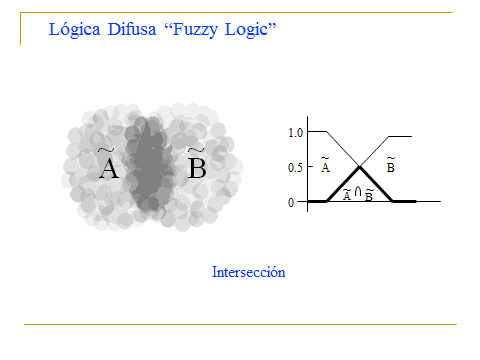 Lógica Difusa “Fuzzy Logic”
Ã B̃
1.0
0.5 Ã B̃
0 Ã ∩ B̃
Intersección